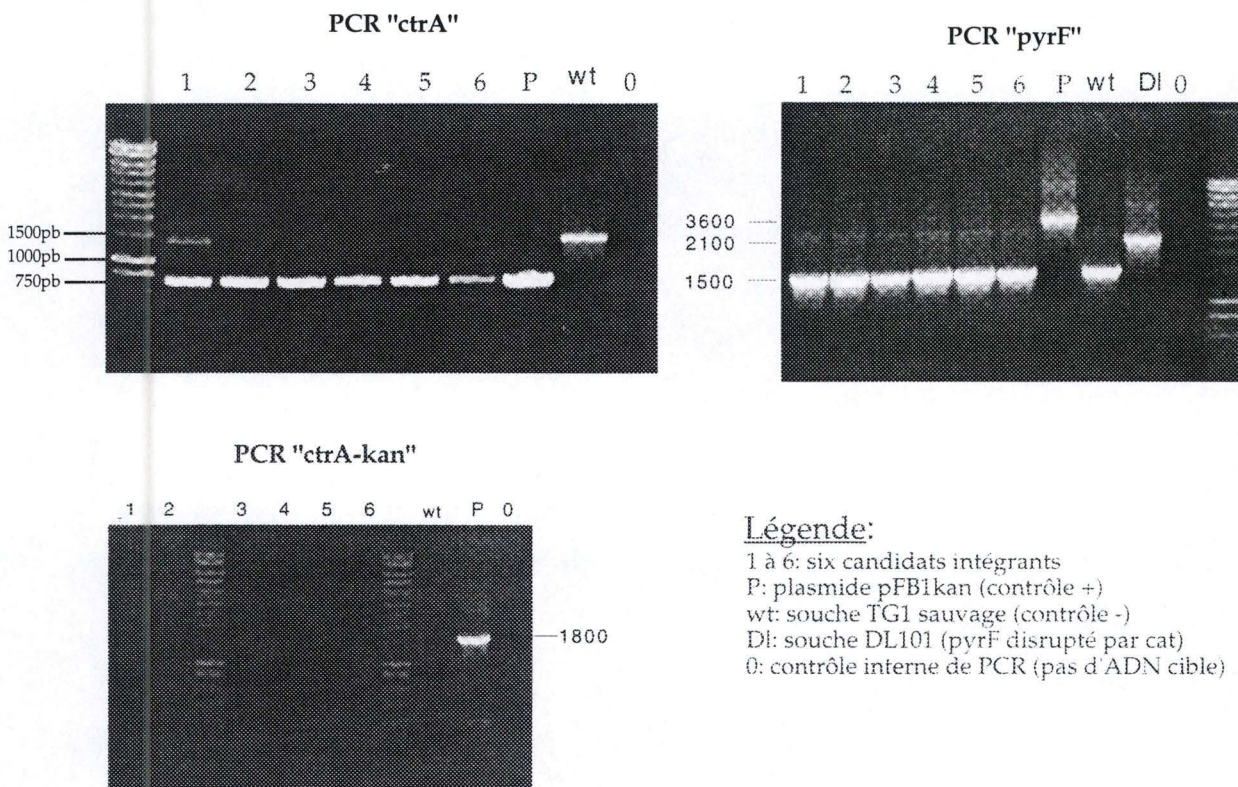 PCR "ctrA"
1 2 3 4 5 6 P wt 0
1500pb
1000pb
750pb
PCR "pyrF"
1 2 3 4 5 6 P wt Dl 0
3600
2100
1500
PCR "ctrA-kan"
1 2 3 4 5 6 wt P 0
1800
Légende:
1 à 6: six candidats intégrants
P: plasmide pFB1kan (contrôle +)
wt: souche TG1 sauvage (contrôle -)
Dl: souche DL101 (pyrF disrupté par cat)
0: contrôle interne de PCR (pas d'ADN cible)